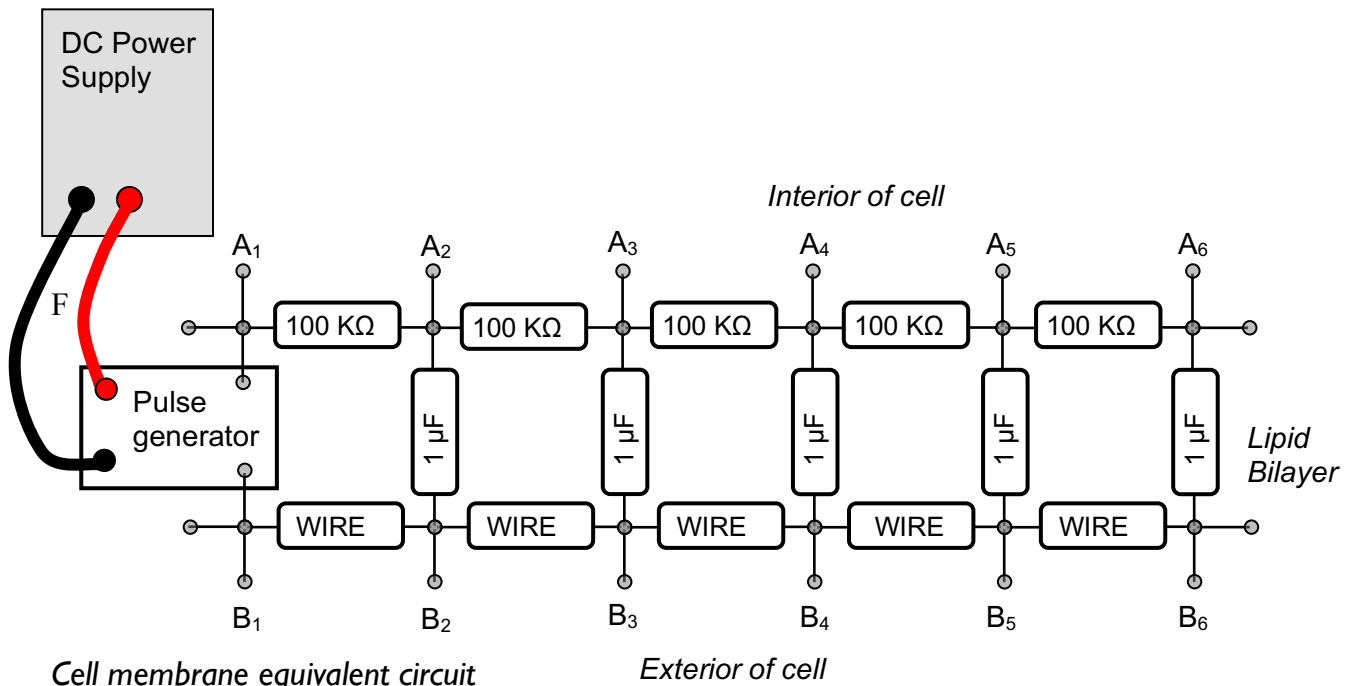 DC Power
Supply
Interior of cell
A₁ A₂ A₃ A₄ A₅ A₆
F
100 KΩ 100 KΩ 100 KΩ 100 KΩ 100 KΩ
Pulse
generator
1 µF 1 µF 1 µF 1 µF 1 µF
Lipid
Bilayer
WIRE WIRE WIRE WIRE WIRE
B₁ B₂ B₃ B₄ B₅ B₆
Cell membrane equivalent circuit
Exterior of cell